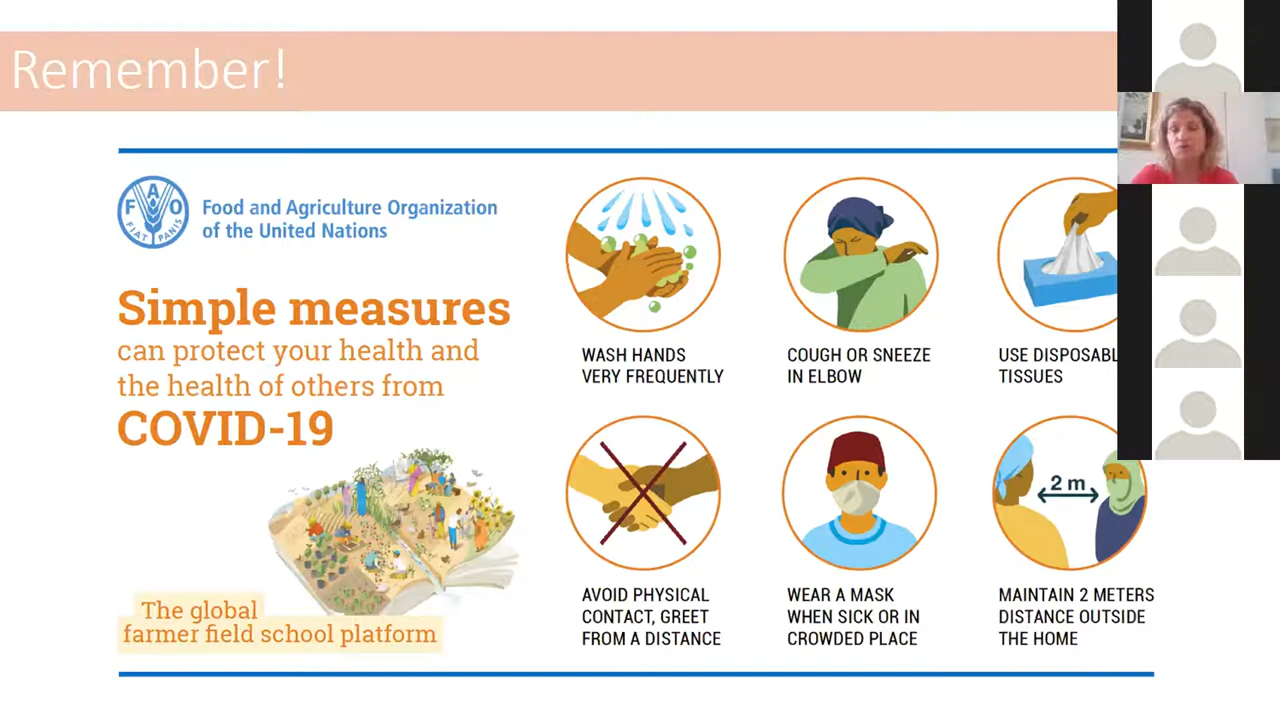 Remember!
FAO
FIAT PANIS
Food and Agriculture Organization
of the United Nations
Simple measures
can protect your health and
the health of others from
COVID-19
The global
farmer field school platform
WASH HANDS
VERY FREQUENTLY
COUGH OR SNEEZE
IN ELBOW
USE DISPOSABL
TISSUES
AVOID PHYSICAL
CONTACT, GREET
FROM A DISTANCE
WEAR A MASK
WHEN SICK OR IN
CROWDED PLACE
2 m
MAINTAIN 2 METERS
DISTANCE OUTSIDE
THE HOME